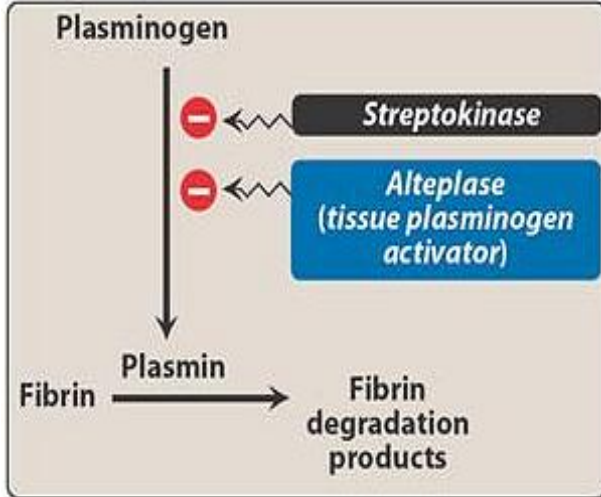 Plasminogen
Streptokinase
Alteplase
(tissue plasminogen
activator)
Plasmin
Fibrin
Fibrin
degradation
products